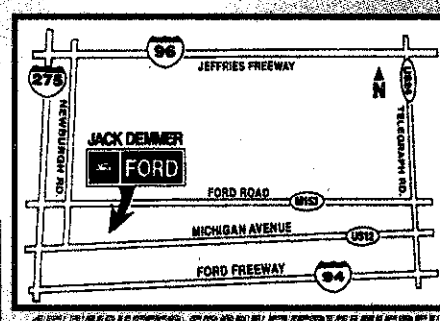 96
JEFFRIES FREEWAY
275
NEWBURGH RD.
N
US24
TELEGRAPH RD.
JACK DEMMER
FORD
FORD ROAD
M153
MICHIGAN AVENUE
US12
FORD FREEWAY
94